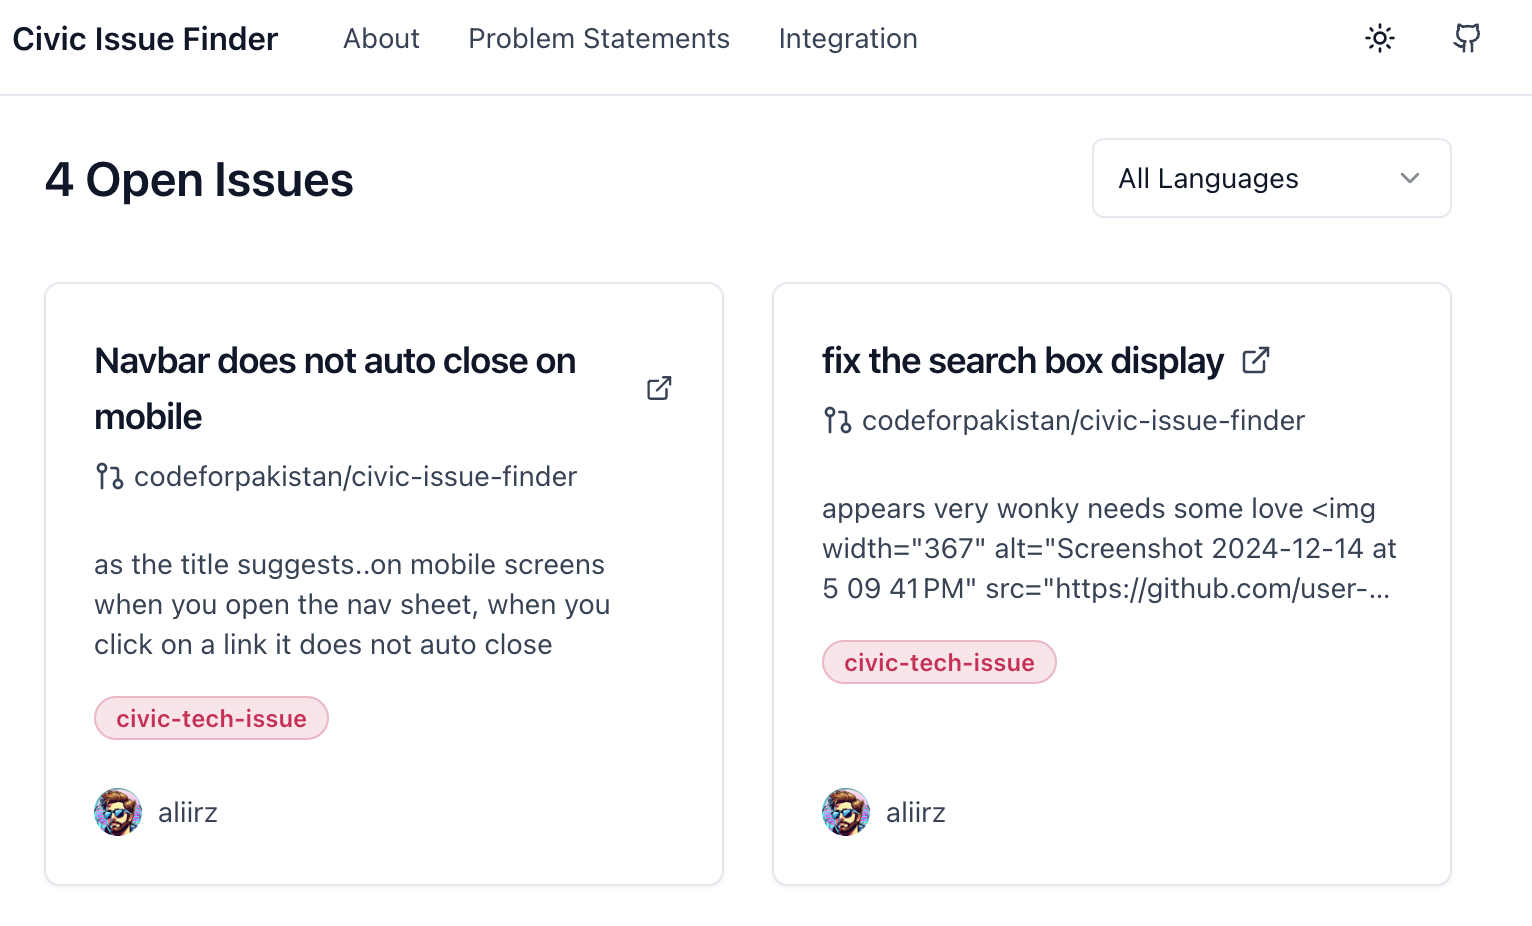 Civic Issue Finder About Problem Statements Integration
4 Open Issues
All Languages
Navbar does not auto close on
mobile
codeforpakistan/civic-issue-finder
as the title suggests..on mobile screens
when you open the nav sheet, when you
click on a link it does not auto close
civic-tech-issue
aliirz
fix the search box display
codeforpakistan/civic-issue-finder
appears very wonky needs some love <img
width="367" alt="Screenshot 2024-12-14 at
5 09 41 PM" src="https://github.com/user-...
civic-tech-issue
aliirz